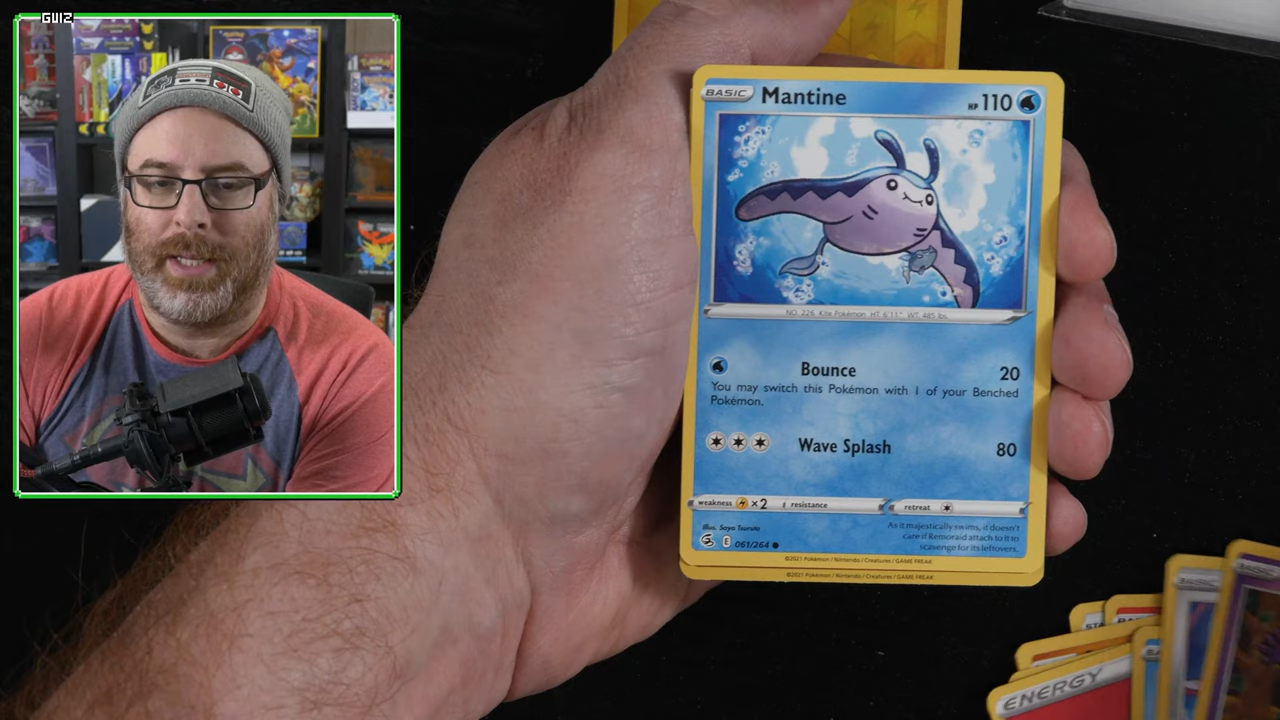 GUIZ
BASIC Mantine HP 110
NO. 226 Kite Pokémon HT: 6'11" WT: 485 lbs.
Bounce 20
You may switch this Pokémon with 1 of your Benched
Pokémon.
Wave Splash 80
weakness ×2 resistance retreat
Illus. Saya Tsuruta
E 061/264
As it majestically swims, it doesn't
care if Remoraid attach to it to
scavenge for its leftovers.
©2021 Pokémon / Nintendo / Creatures / GAME FREAK
©2021 Pokémon / Nintendo / Creatures / GAME FREAK
ENERGY